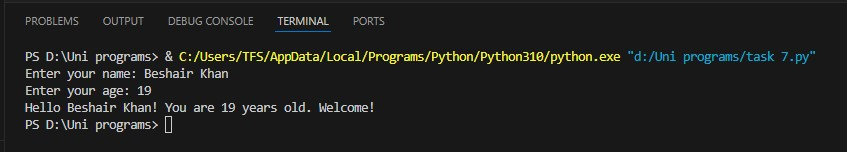 PROBLEMS OUTPUT DEBUG CONSOLE TERMINAL PORTS
PS D:\Uni programs> & C:/Users/TFS/AppData/Local/Programs/Python/Python310/python.exe "d:/Uni programs/task 7.py"
Enter your name: Beshair Khan
Enter your age: 19
Hello Beshair Khan! You are 19 years old. Welcome!
PS D:\Uni programs>